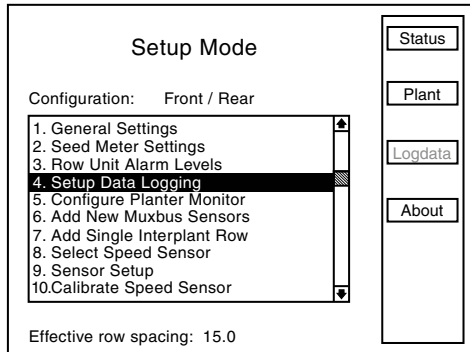 Setup Mode
Configuration: Front / Rear
1. General Settings
2. Seed Meter Settings
3. Row Unit Alarm Levels
4. Setup Data Logging
5. Configure Planter Monitor
6. Add New Muxbus Sensors
7. Add Single Interplant Row
8. Select Speed Sensor
9. Sensor Setup
10.Calibrate Speed Sensor
Effective row spacing: 15.0
Status
Plant
Logdata
About